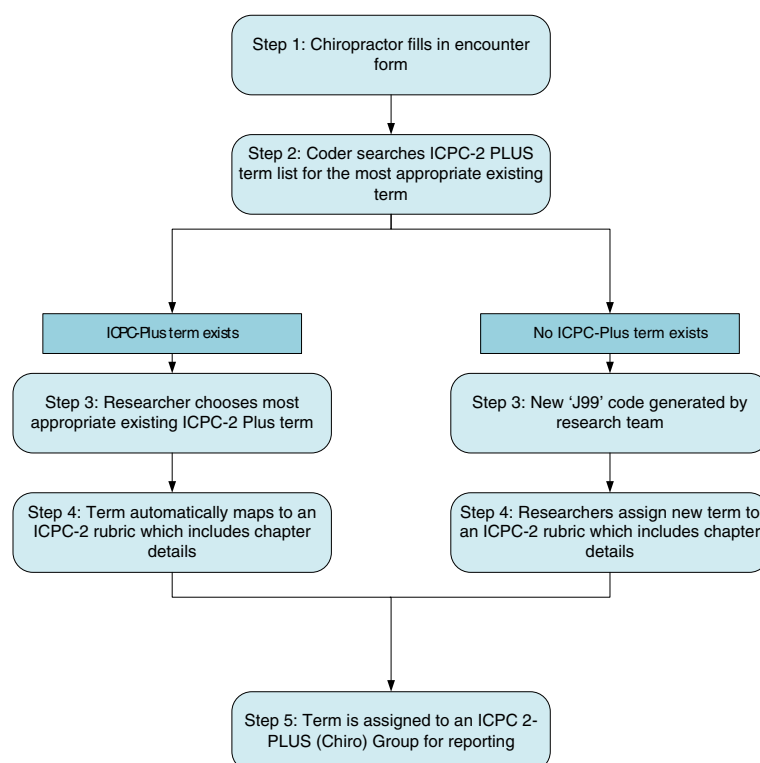 Step 1: Chiropractor fills in encounter
form
Step 2: Coder searches ICPC-2 PLUS
term list for the most appropriate existing
term
ICPC-Plus term exists
No ICPC-Plus term exists
Step 3: Researcher chooses most
appropriate existing ICPC-2 Plus term
Step 3: New ‘J99’ code generated by
research team
Step 4: Term automatically maps to an
ICPC-2 rubric which includes chapter
details
Step 4: Researchers assign new term to
an ICPC-2 rubric which includes chapter
details
Step 5: Term is assigned to an ICPC 2-
PLUS (Chiro) Group for reporting